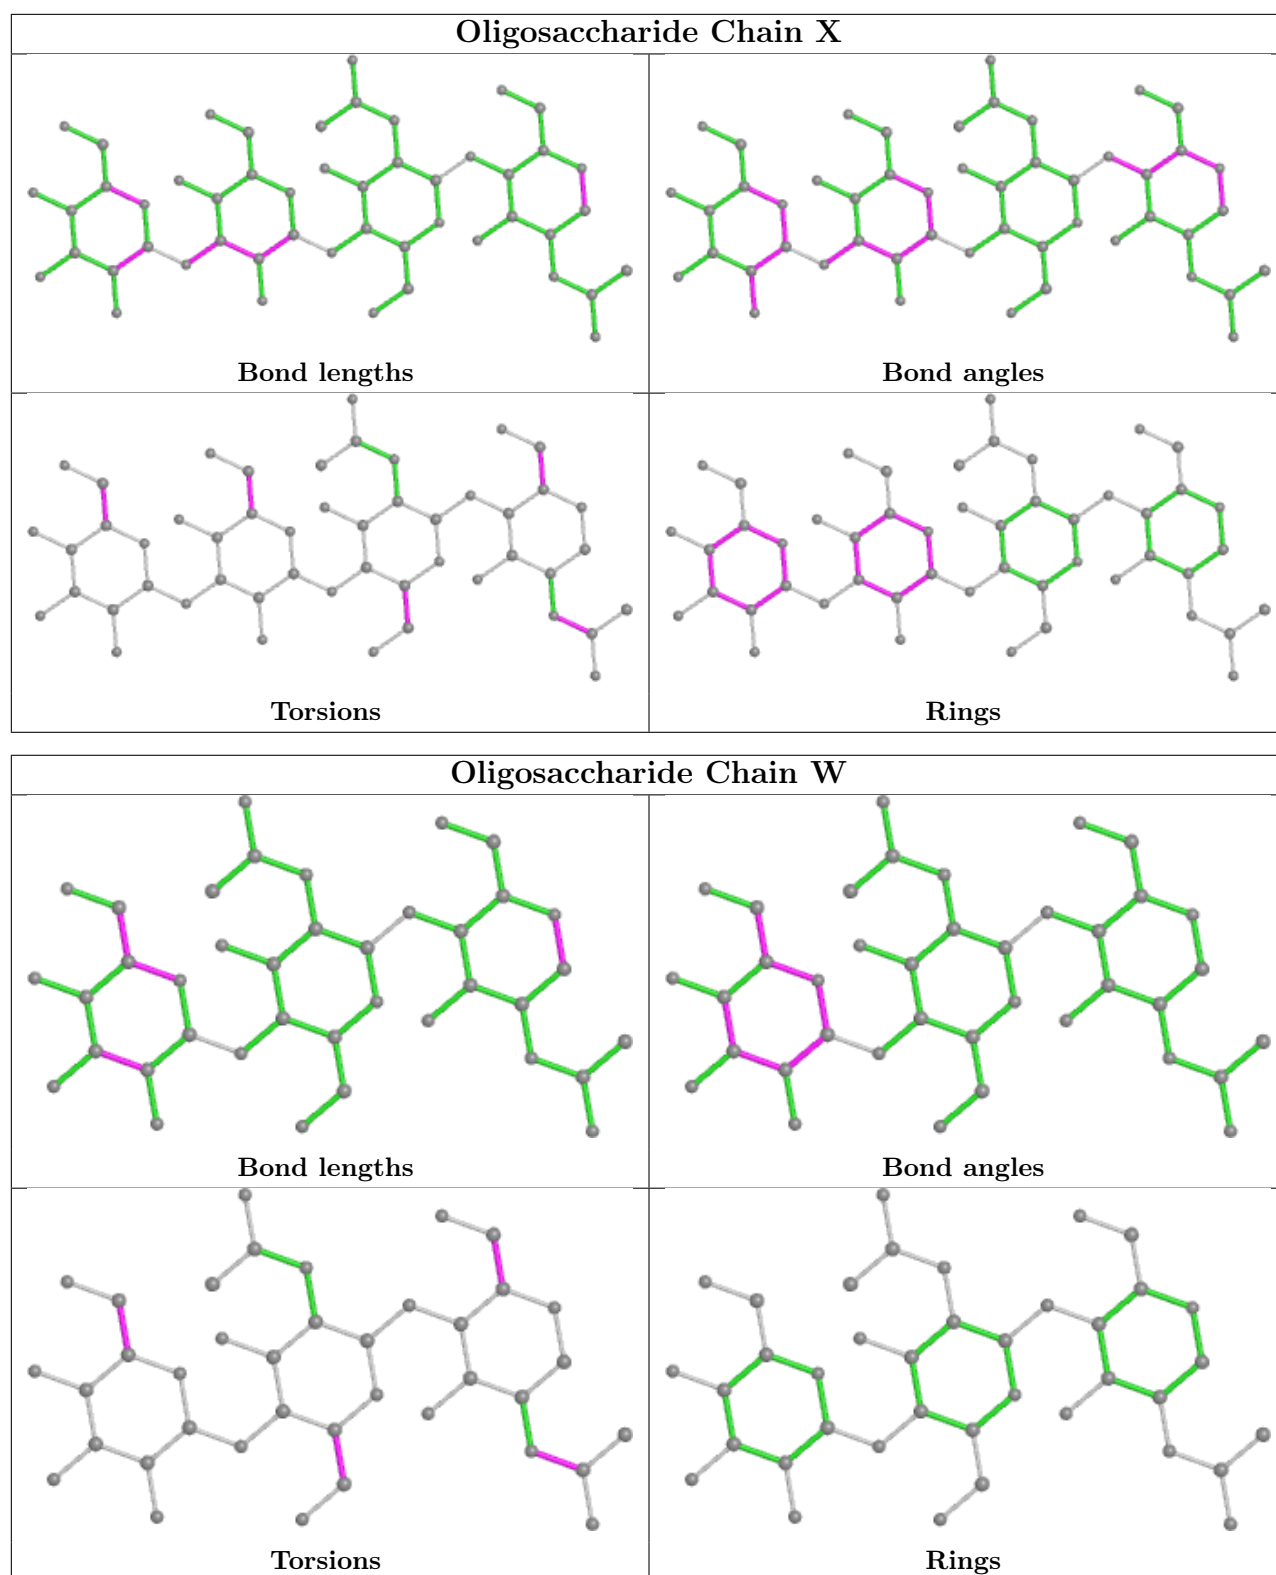 Oligosaccharide Chain X
Bond lengths
Bond angles
Torsions
Rings
Oligosaccharide Chain W
Bond lengths
Bond angles
Torsions
Rings